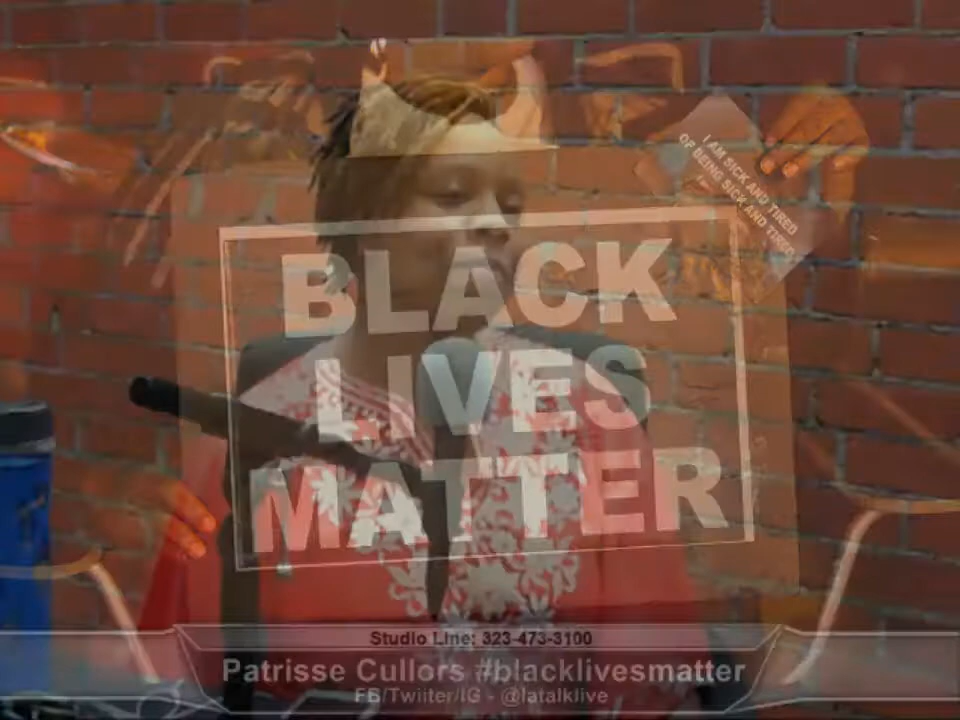 I AM SICK AND TIRED
OF BEING SICK AND TIRED
BLACK
LIVES
MATTER
Studio Line: 323-473-3100
Patrisse Cullors #blacklivesmatter
FB/Twiiter/IG - @latalklive